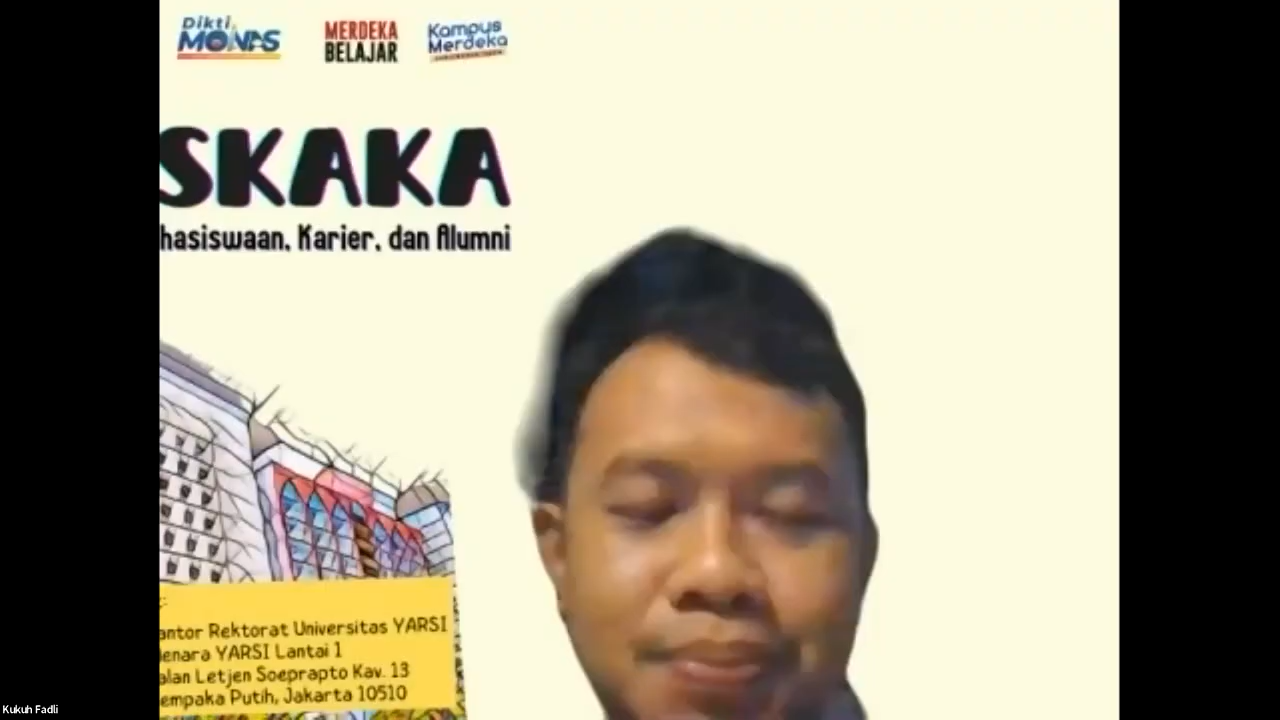 Dikti
MONAS
MERDEKA
BELAJAR
Kampus
Merdeka
SKAKA
hasiswaan, Karier, dan Alumni
antor Rektorat Universitas YARSI
enara YARSI Lantai 1
alan Letjen Soeprapto Kav. 13
empaka Putih, Jakarta 10510
Kukuh Fadli